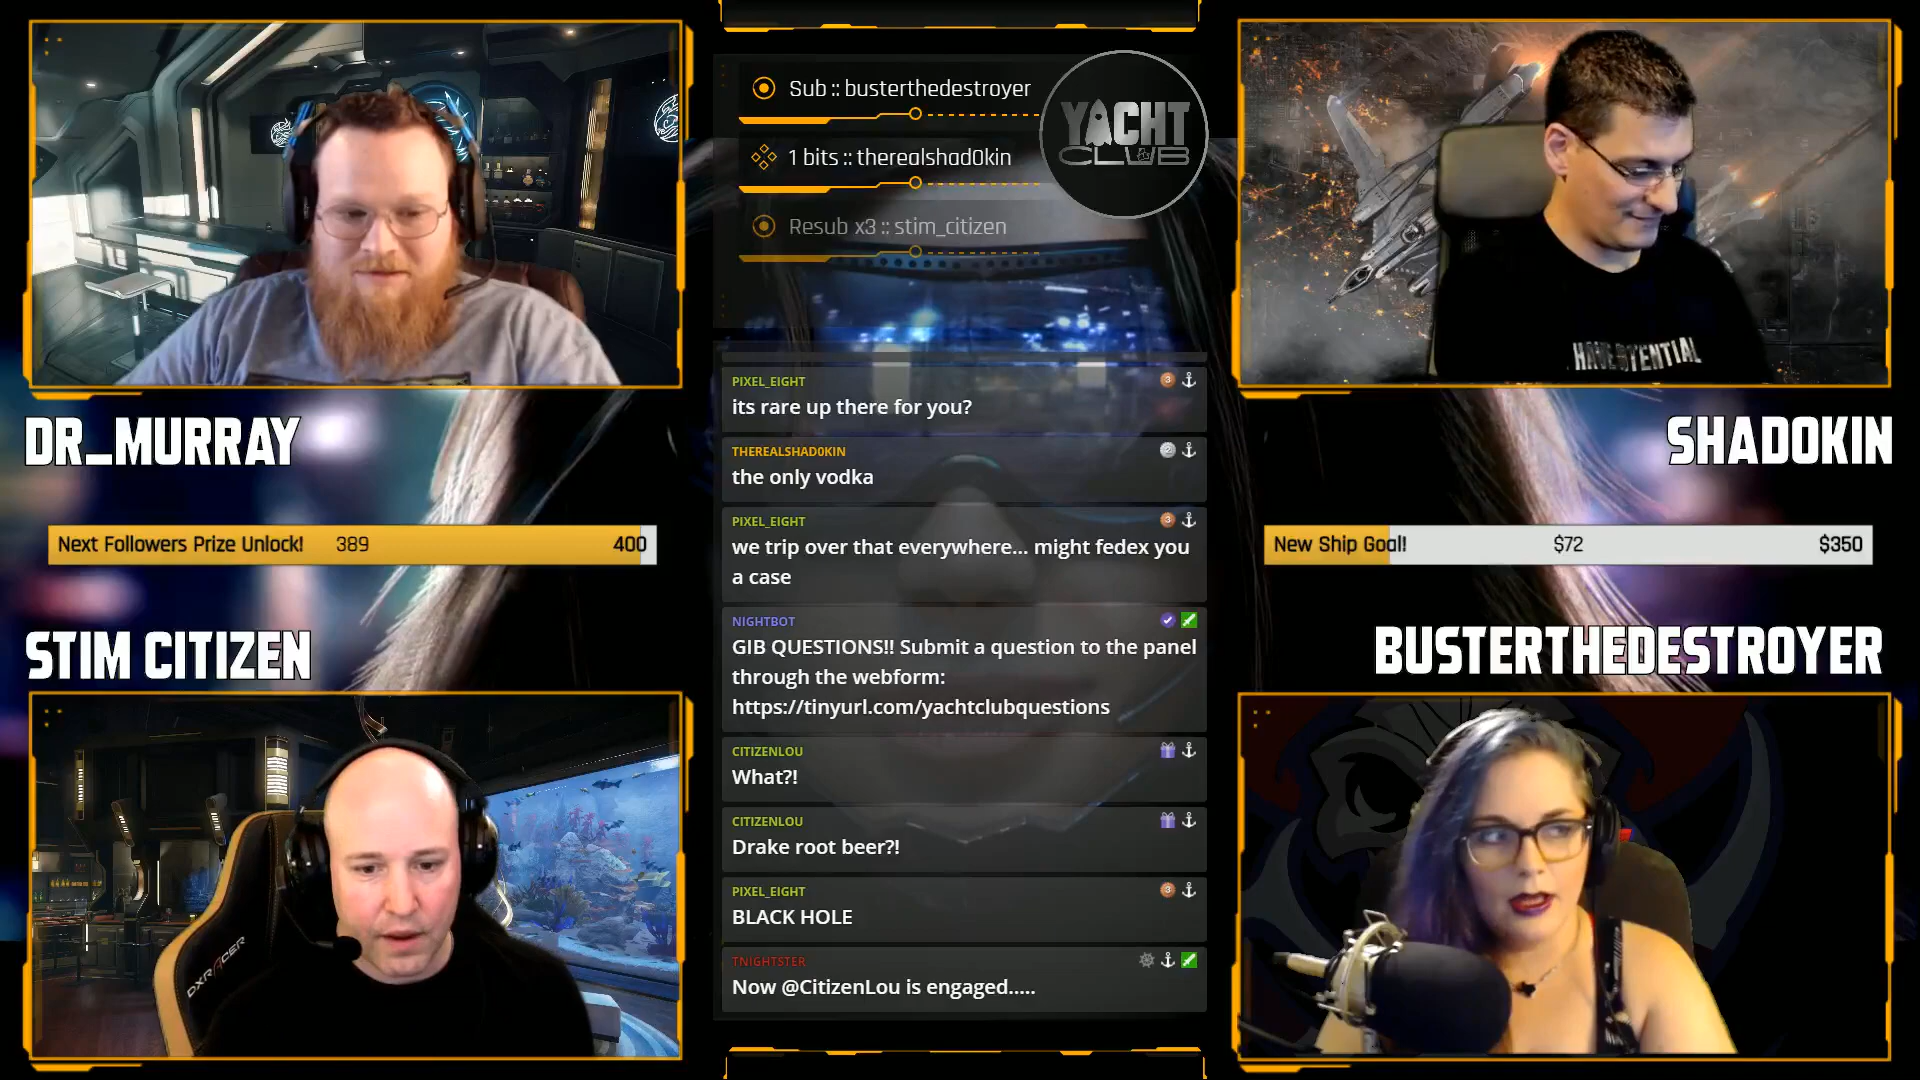 Sub :: busterthedestroyer
1 bits :: therealshad0kin
Resub x3 :: stim_citizen
YACHT
CLUB
DR_MURRAY
SHADOKIN
Next Followers Prize Unlock! 389 400
New Ship Goal! $72 $350
STIM CITIZEN
BUSTERTHEDESTROYER
PIXEL_EIGHT
its rare up there for you?
THEREALSHAD0KIN
the only vodka
PIXEL_EIGHT
we trip over that everywhere... might fedex you
a case
NIGHTBOT
GIB QUESTIONS!! Submit a question to the panel
through the webform:
https://tinyurl.com/yachtclubquestions
CITIZENLOU
What?!
CITIZENLOU
Drake root beer?!
PIXEL_EIGHT
BLACK HOLE
TNIGHTSTER
Now @CitizenLou is engaged.....
DXRACER